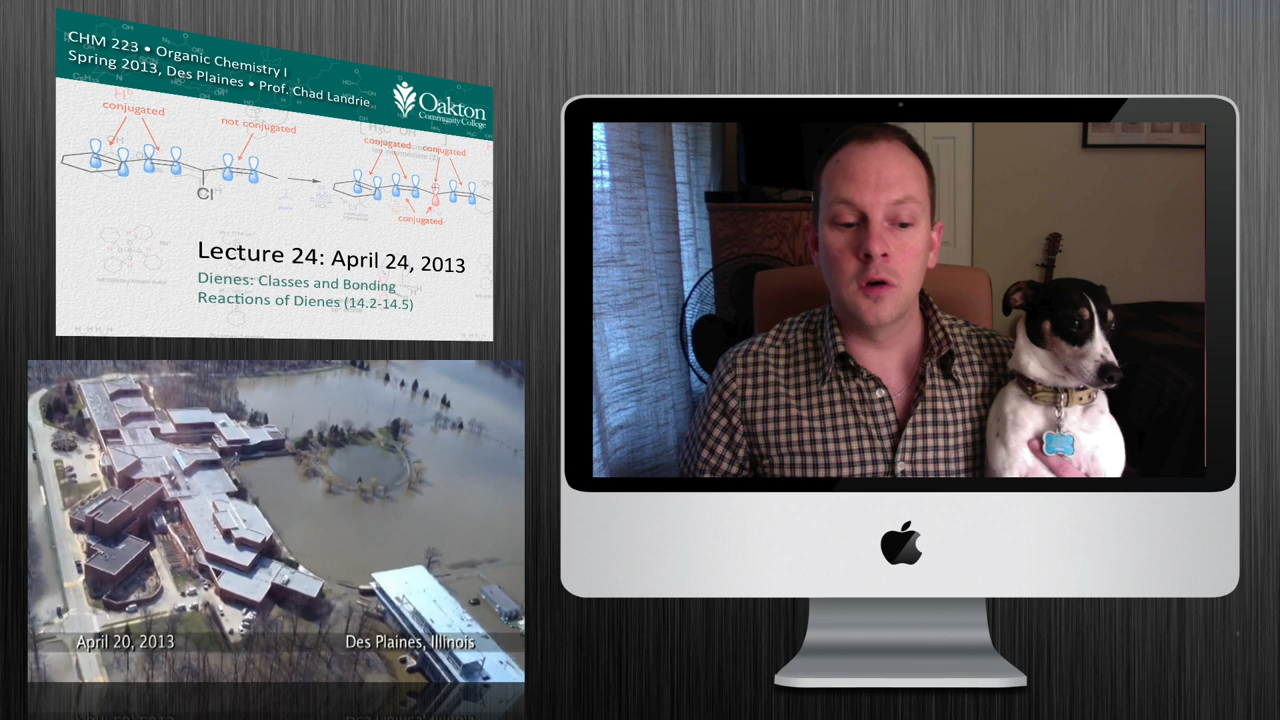 CHM 223 • Organic Chemistry I
Spring 2013, Des Plaines • Prof. Chad Landrie
Oakton
Community College
conjugated
not conjugated
conjugated
conjugated
Cl
conjugated
Lecture 24: April 24, 2013
Dienes: Classes and Bonding
Reactions of Dienes (14.2-14.5)
April 20, 2013
Des Plaines, Illinois